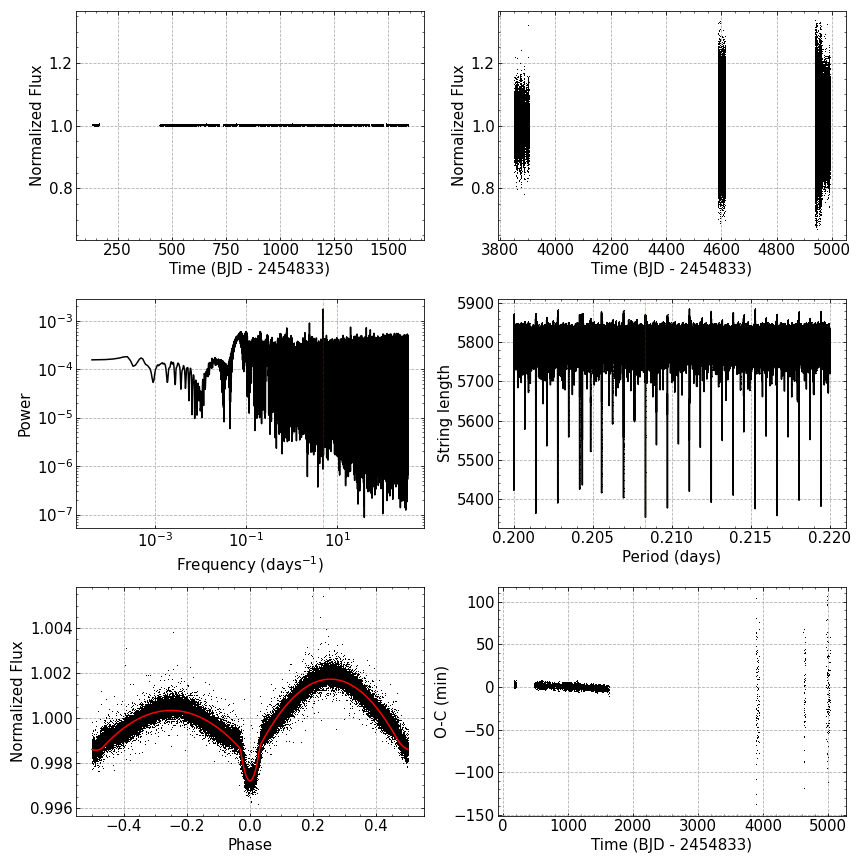 1.2
1.0
0.8
Normalized Flux
250 500 750 1000 1250 1500
Time (BJD - 2454833)
1.2
1.0
0.8
Normalized Flux
3800 4000 4200 4400 4600 4800 5000
Time (BJD - 2454833)
10⁻³
10⁻⁴
10⁻⁵
10⁻⁶
10⁻⁷
Power
10⁻³ 10⁻¹ 10¹
Frequency (days⁻¹)
5900
5800
5700
5600
5500
5400
String length
0.200 0.205 0.210 0.215 0.220
Period (days)
1.004
1.002
1.000
0.998
0.996
Normalized Flux
−0.4 −0.2 0.0 0.2 0.4
Phase
100
50
0
−50
−100
−150
O-C (min)
0 1000 2000 3000 4000 5000
Time (BJD - 2454833)